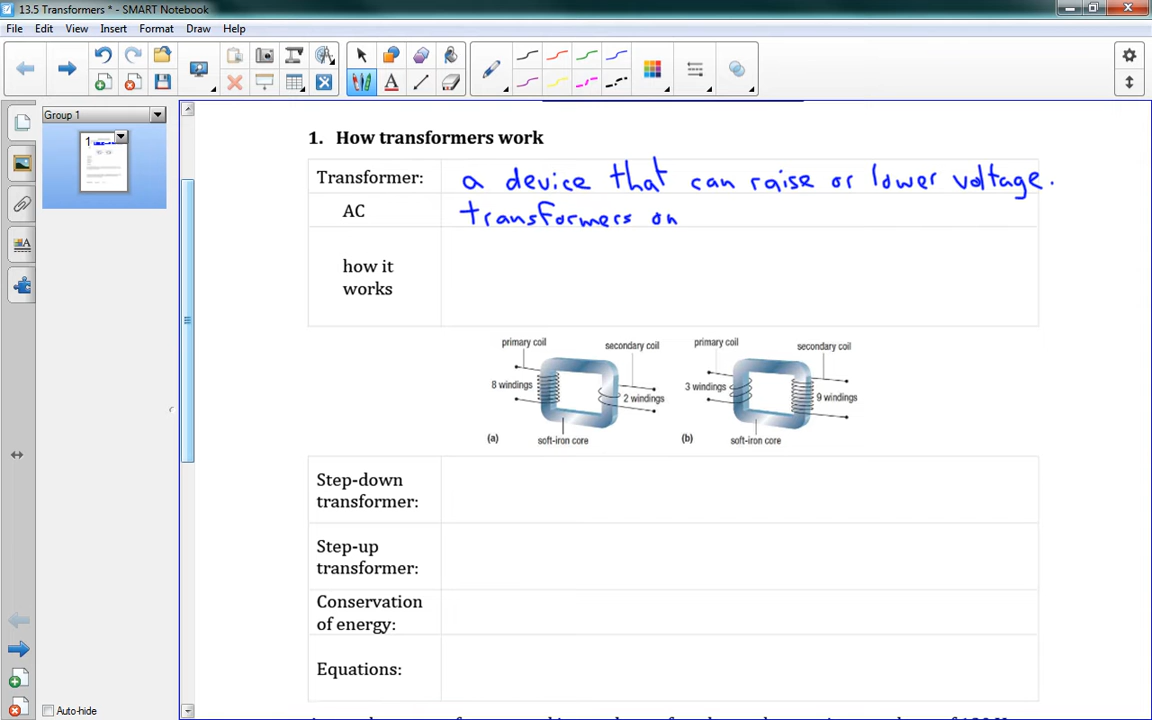 13.5 Transformers * - SMART Notebook
File Edit View Insert Format Draw Help
Group 1
1
1. How transformers work
Transformer: a device that can raise or lower voltage.
AC transformers on
how it
works
primary coil secondary coil primary coil secondary coil
8 windings 2 windings 3 windings 9 windings
(a) soft-iron core (b) soft-iron core
Step-down
transformer:
Step-up
transformer:
Conservation
of energy:
Equations:
Auto-hide